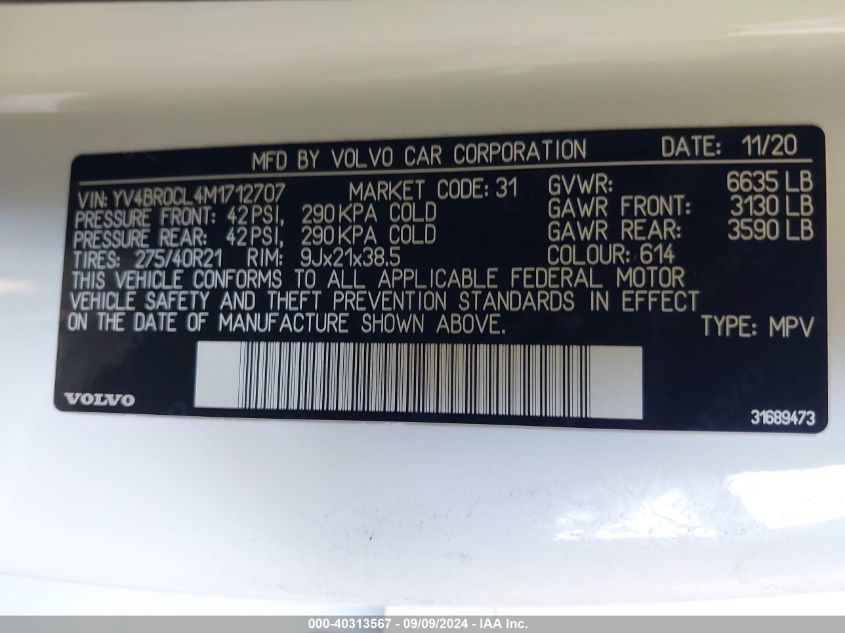 MFD BY VOLVO CAR CORPORATION DATE: 11/20
VIN: YV4BR0CL4M1712707 MARKET CODE: 31 GVWR: 6635 LB
PRESSURE FRONT: 42 PSI, 290 KPA COLD GAWR FRONT: 3130 LB
PRESSURE REAR: 42 PSI, 290 KPA COLD GAWR REAR: 3590 LB
TIRES: 275/40R21 RIM: 9Jx21x38.5 COLOUR: 614
THIS VEHICLE CONFORMS TO ALL APPLICABLE FEDERAL MOTOR
VEHICLE SAFETY AND THEFT PREVENTION STANDARDS IN EFFECT
ON THE DATE OF MANUFACTURE SHOWN ABOVE. TYPE: MPV
VOLVO 31689473
000-40313567 - 09/09/2024 - IAA Inc.